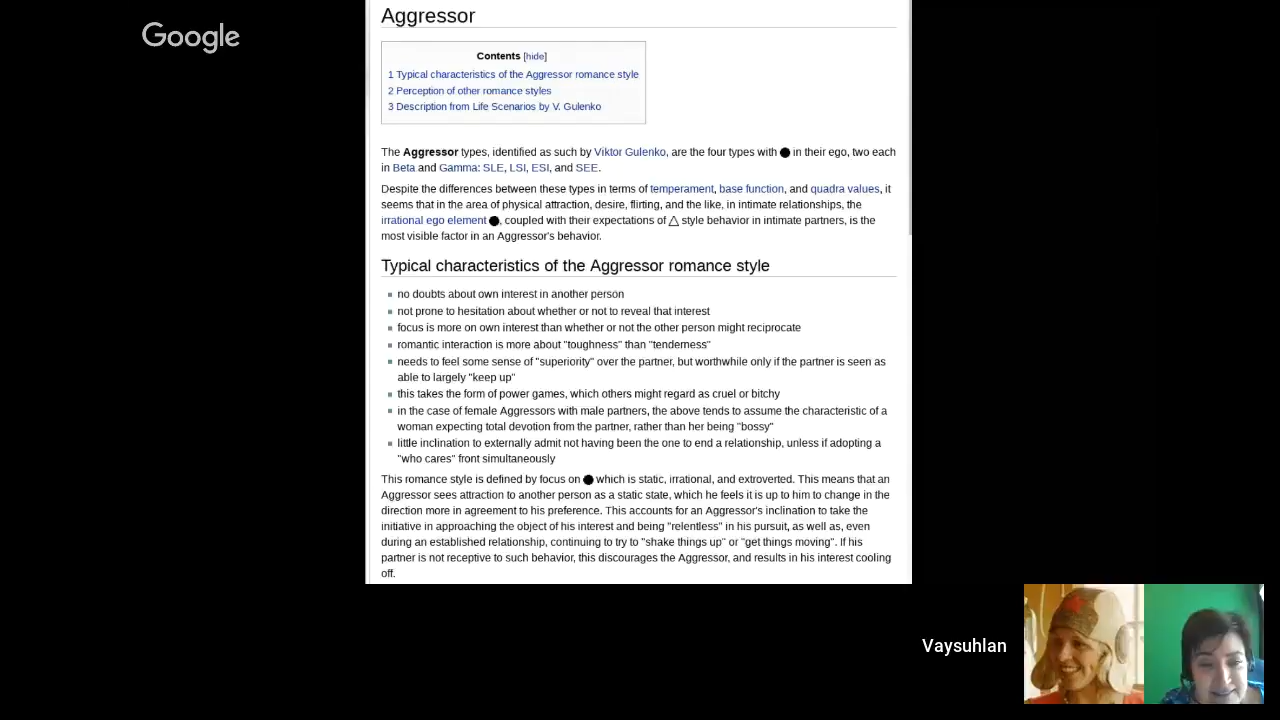 Google
Aggressor
Contents [hide]
1 Typical characteristics of the Aggressor romance style
2 Perception of other romance styles
3 Description from Life Scenarios by V. Gulenko
The Aggressor types, identified as such by Viktor Gulenko, are the four types with ● in their ego, two each
in Beta and Gamma: SLE, LSI, ESI, and SEE.
Despite the differences between these types in terms of temperament, base function, and quadra values, it
seems that in the area of physical attraction, desire, flirting, and the like, in intimate relationships, the
irrational ego element ●, coupled with their expectations of △ style behavior in intimate partners, is the
most visible factor in an Aggressor's behavior.
Typical characteristics of the Aggressor romance style
no doubts about own interest in another person
not prone to hesitation about whether or not to reveal that interest
focus is more on own interest than whether or not the other person might reciprocate
romantic interaction is more about "toughness" than "tenderness"
needs to feel some sense of "superiority" over the partner, but worthwhile only if the partner is seen as
able to largely "keep up"
this takes the form of power games, which others might regard as cruel or bitchy
in the case of female Aggressors with male partners, the above tends to assume the characteristic of a
woman expecting total devotion from the partner, rather than her being "bossy"
little inclination to externally admit not having been the one to end a relationship, unless if adopting a
"who cares" front simultaneously
This romance style is defined by focus on ● which is static, irrational, and extroverted. This means that an
Aggressor sees attraction to another person as a static state, which he feels it is up to him to change in the
direction more in agreement to his preference. This accounts for an Aggressor's inclination to take the
initiative in approaching the object of his interest and being "relentless" in his pursuit, as well as, even
during an established relationship, continuing to try to "shake things up" or "get things moving". If his
partner is not receptive to such behavior, this discourages the Aggressor, and results in his interest cooling
off.
Vaysuhlan